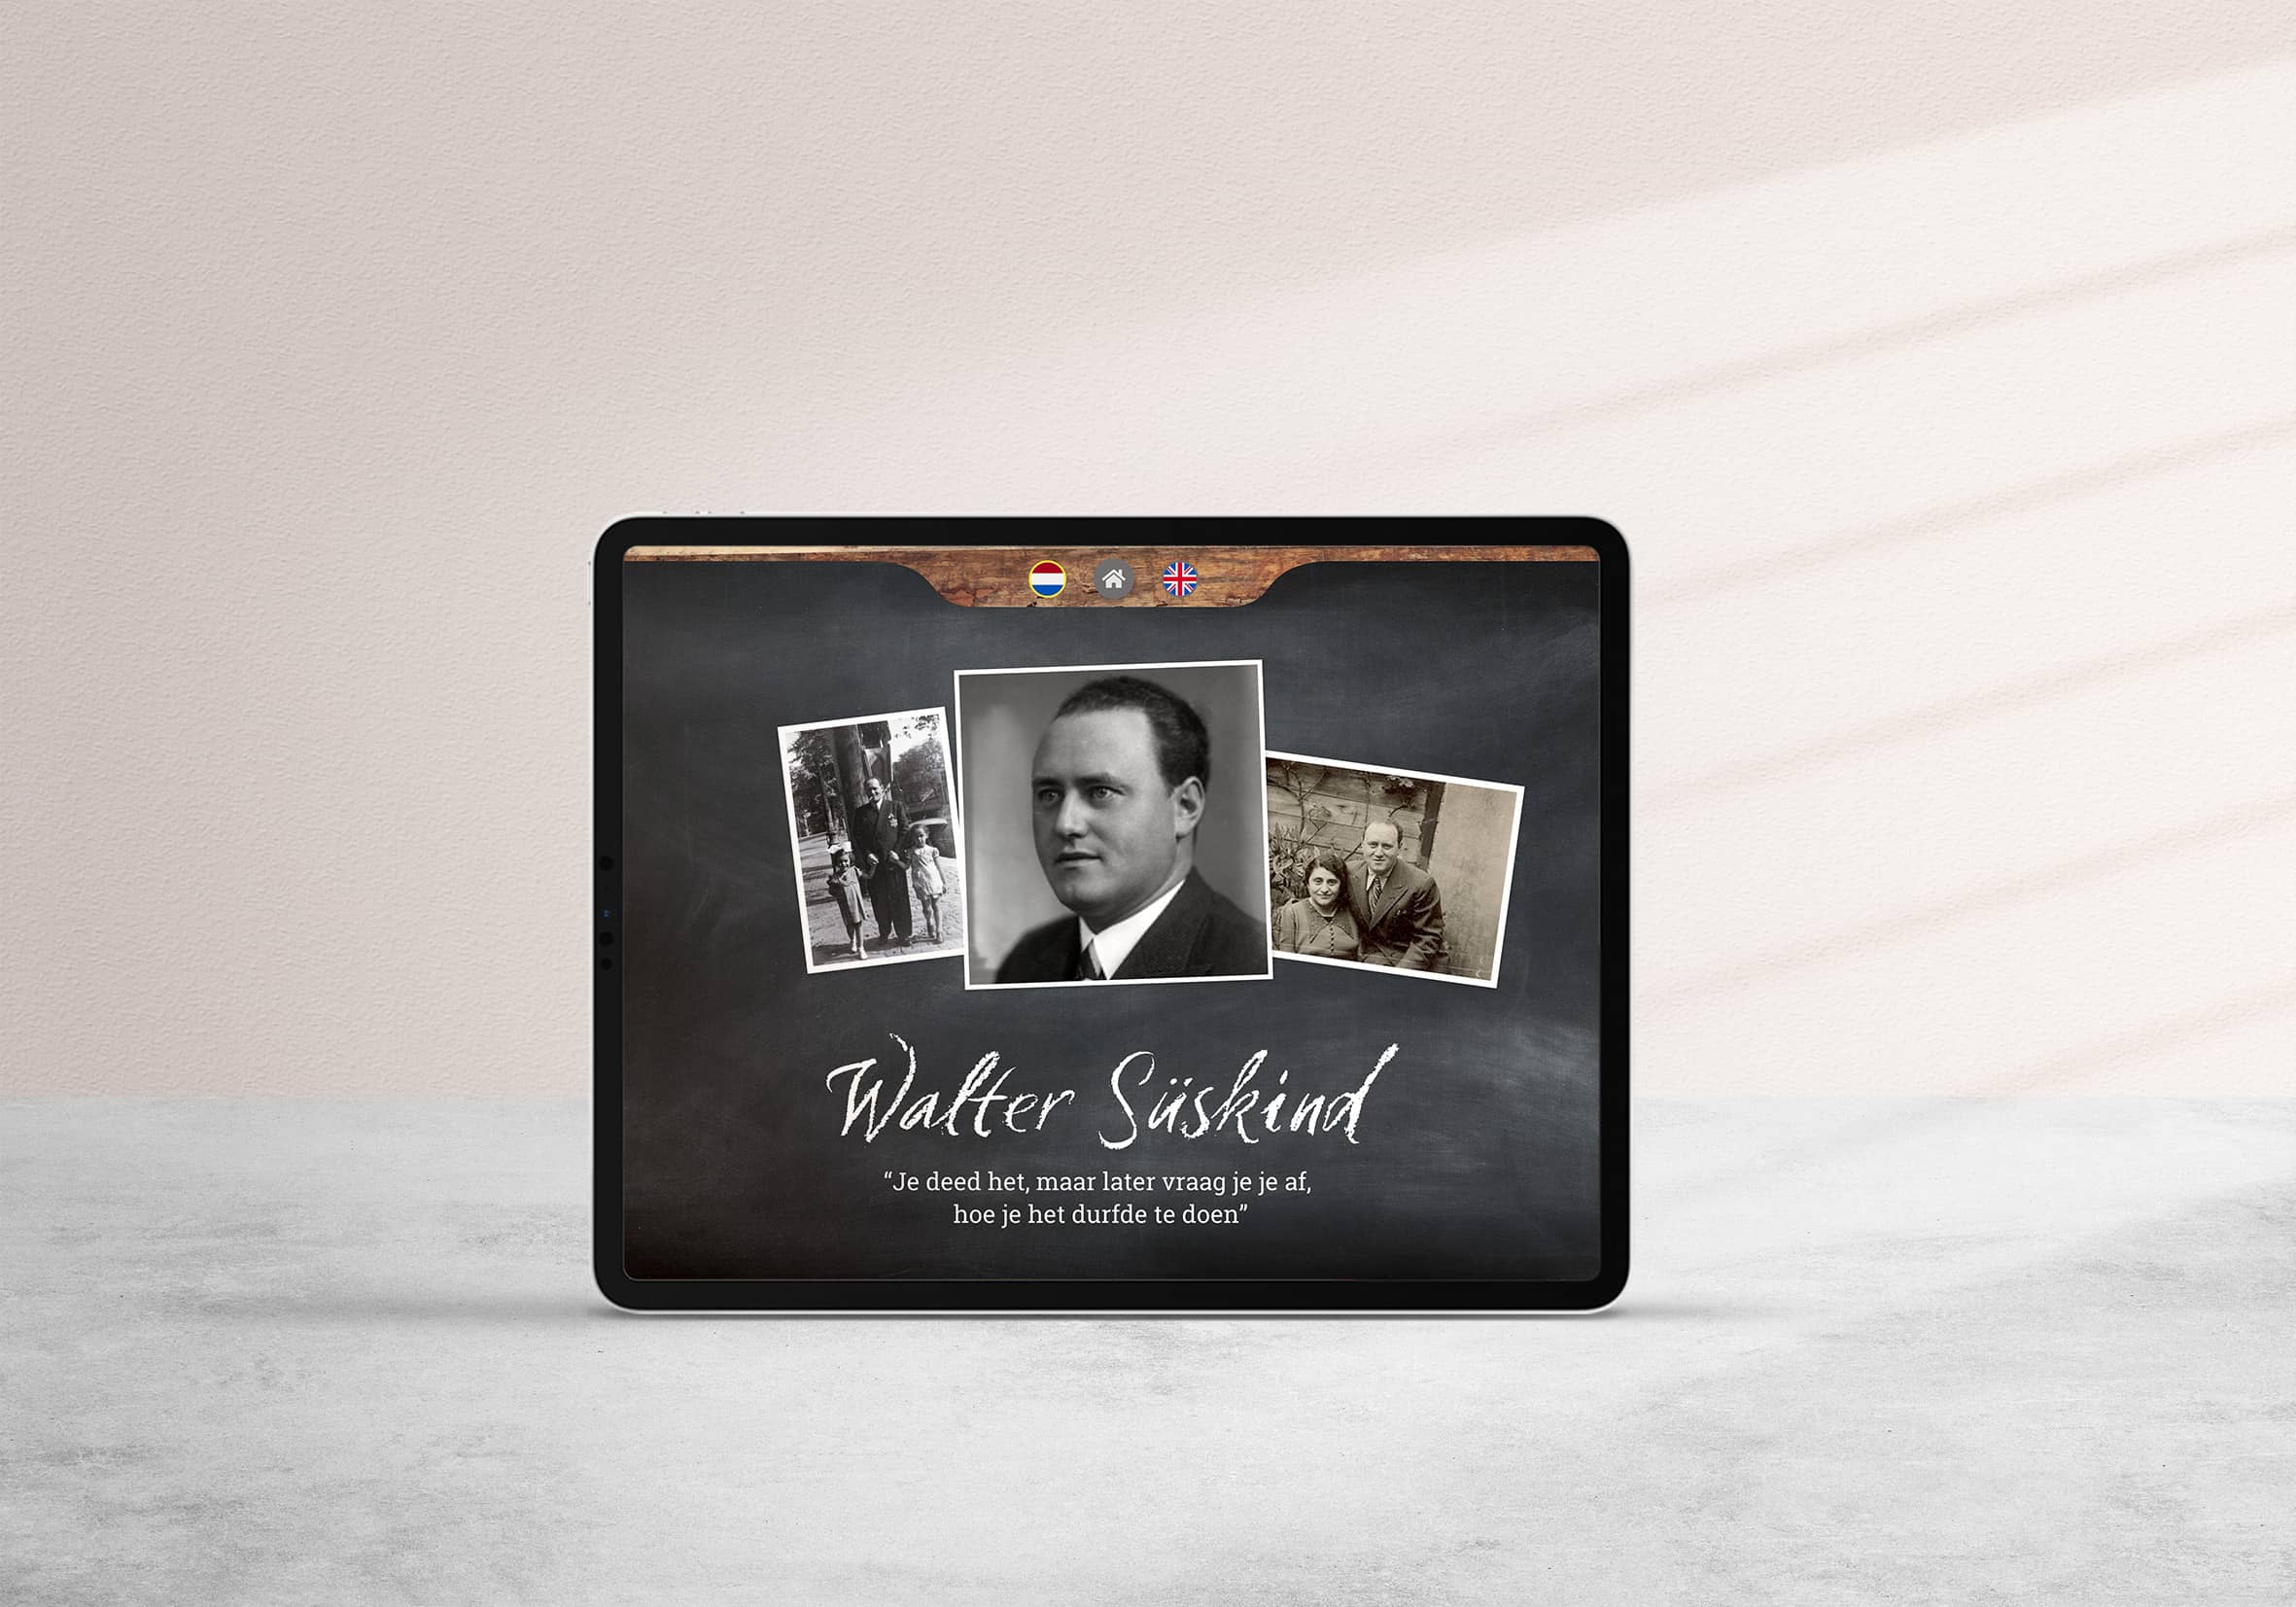 Walter Süskind
“Je deed het, maar later vraag je je af,
hoe je het durfde te doen”